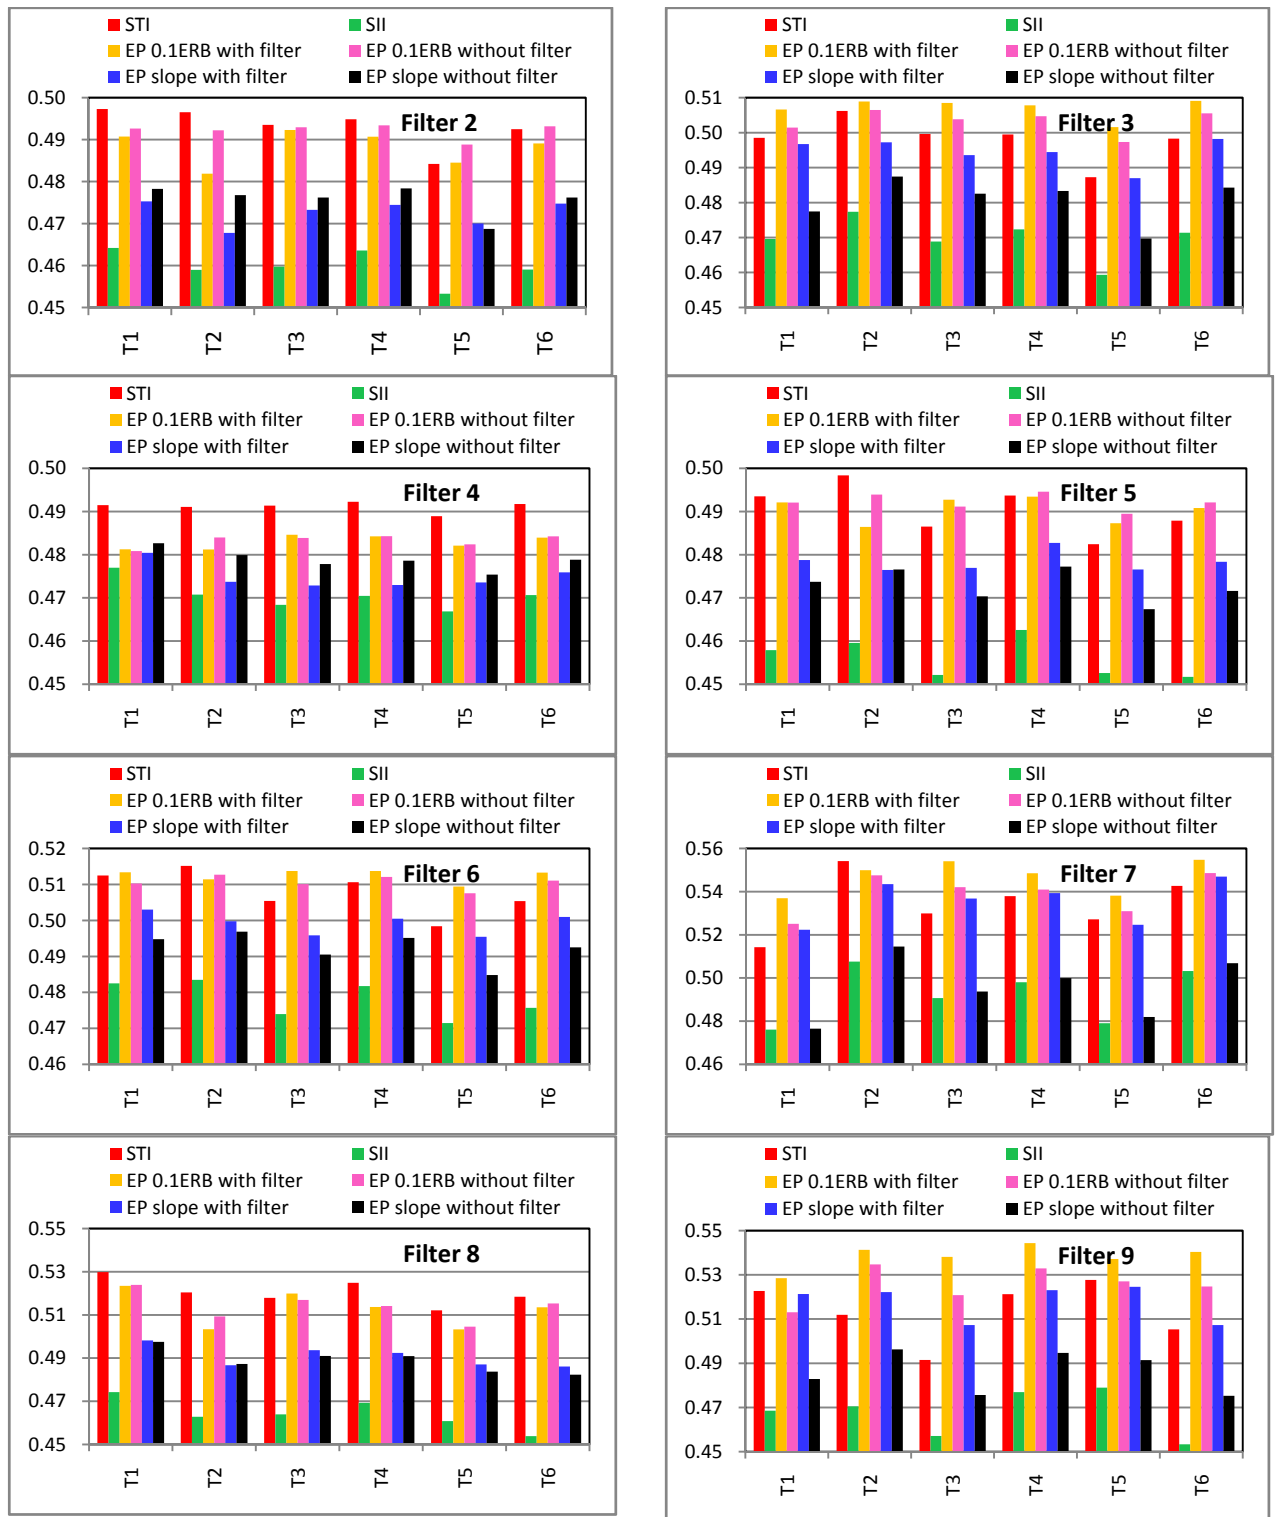 STI SII
EP 0.1ERB with filter EP 0.1ERB without filter
EP slope with filter EP slope without filter
Filter 2
0.50
0.49
0.48
0.47
0.46
0.45
T1 T2 T3 T4 T5 T6
STI SII
EP 0.1ERB with filter EP 0.1ERB without filter
EP slope with filter EP slope without filter
Filter 3
0.51
0.50
0.49
0.48
0.47
0.46
0.45
T1 T2 T3 T4 T5 T6
STI SII
EP 0.1ERB with filter EP 0.1ERB without filter
EP slope with filter EP slope without filter
Filter 4
0.50
0.49
0.48
0.47
0.46
0.45
T1 T2 T3 T4 T5 T6
STI SII
EP 0.1ERB with filter EP 0.1ERB without filter
EP slope with filter EP slope without filter
Filter 5
0.50
0.49
0.48
0.47
0.46
0.45
T1 T2 T3 T4 T5 T6
STI SII
EP 0.1ERB with filter EP 0.1ERB without filter
EP slope with filter EP slope without filter
Filter 6
0.52
0.51
0.50
0.49
0.48
0.47
0.46
T1 T2 T3 T4 T5 T6
STI SII
EP 0.1ERB with filter EP 0.1ERB without filter
EP slope with filter EP slope without filter
Filter 7
0.56
0.54
0.52
0.50
0.48
0.46
T1 T2 T3 T4 T5 T6
STI SII
EP 0.1ERB with filter EP 0.1ERB without filter
EP slope with filter EP slope without filter
Filter 8
0.55
0.53
0.51
0.49
0.47
0.45
T1 T2 T3 T4 T5 T6
STI SII
EP 0.1ERB with filter EP 0.1ERB without filter
EP slope with filter EP slope without filter
Filter 9
0.55
0.53
0.51
0.49
0.47
0.45
T1 T2 T3 T4 T5 T6